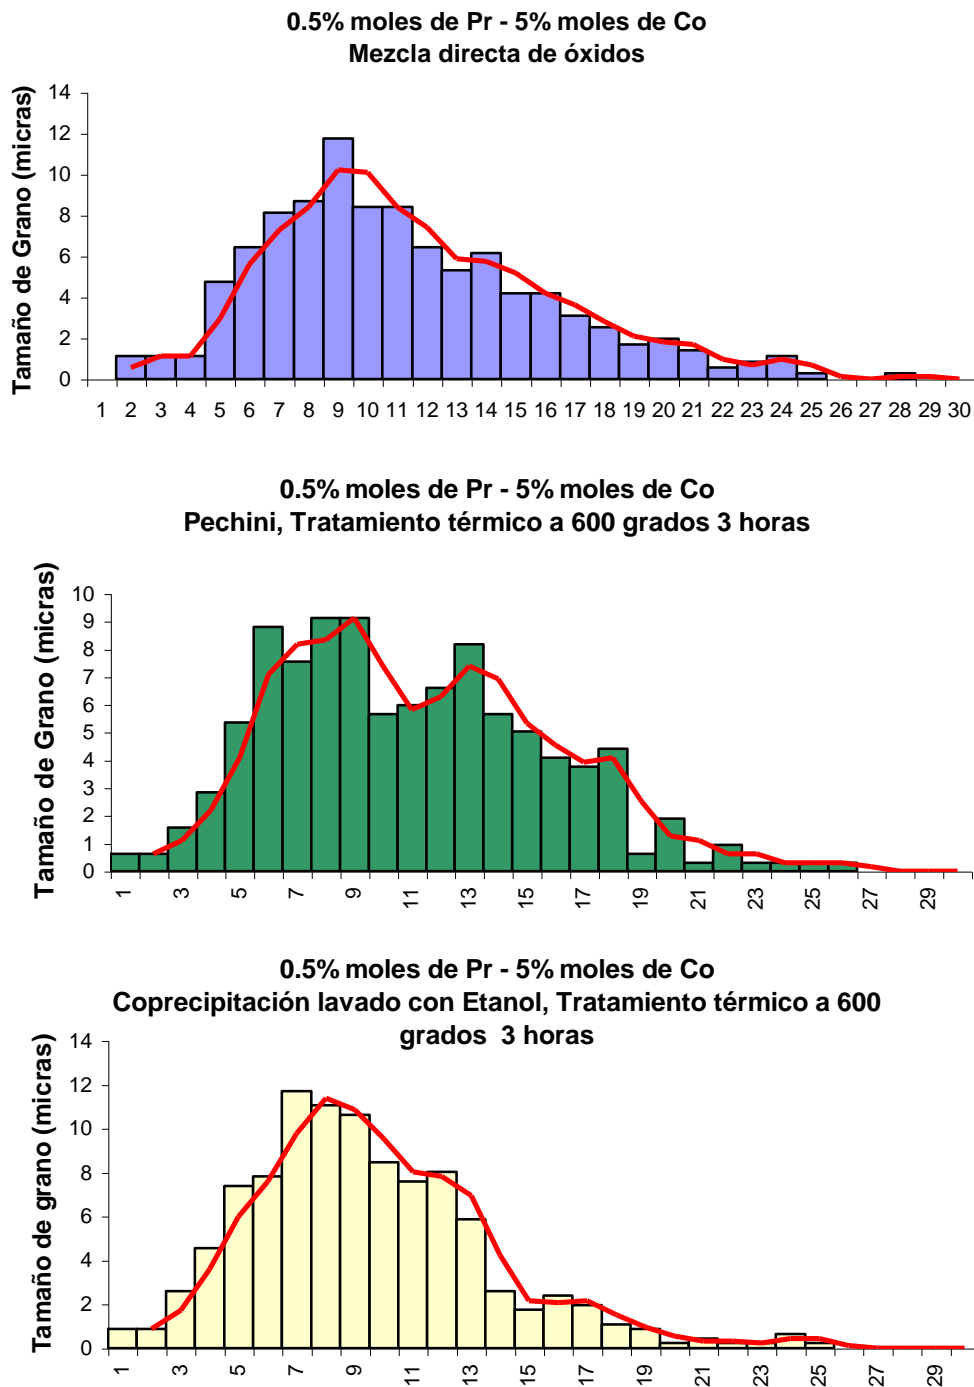 0.5% moles de Pr - 5% moles de Co
Mezcla directa de óxidos
Tamaño de Grano (micras)
14
12
10
8
6
4
2
0
1 2 3 4 5 6 7 8 9 10 11 12 13 14 15 16 17 18 19 20 21 22 23 24 25 26 27 28 29 30
0.5% moles de Pr - 5% moles de Co
Pechini, Tratamiento térmico a 600 grados 3 horas
Tamaño de Grano (micras)
10
9
8
7
6
5
4
3
2
1
0
1 3 5 7 9 11 13 15 17 19 21 23 25 27 29
0.5% moles de Pr - 5% moles de Co
Coprecipitación lavado con Etanol, Tratamiento térmico a 600
grados 3 horas
Tamaño de grano (micras)
14
12
10
8
6
4
2
0
1 3 5 7 9 11 13 15 17 19 21 23 25 27 29